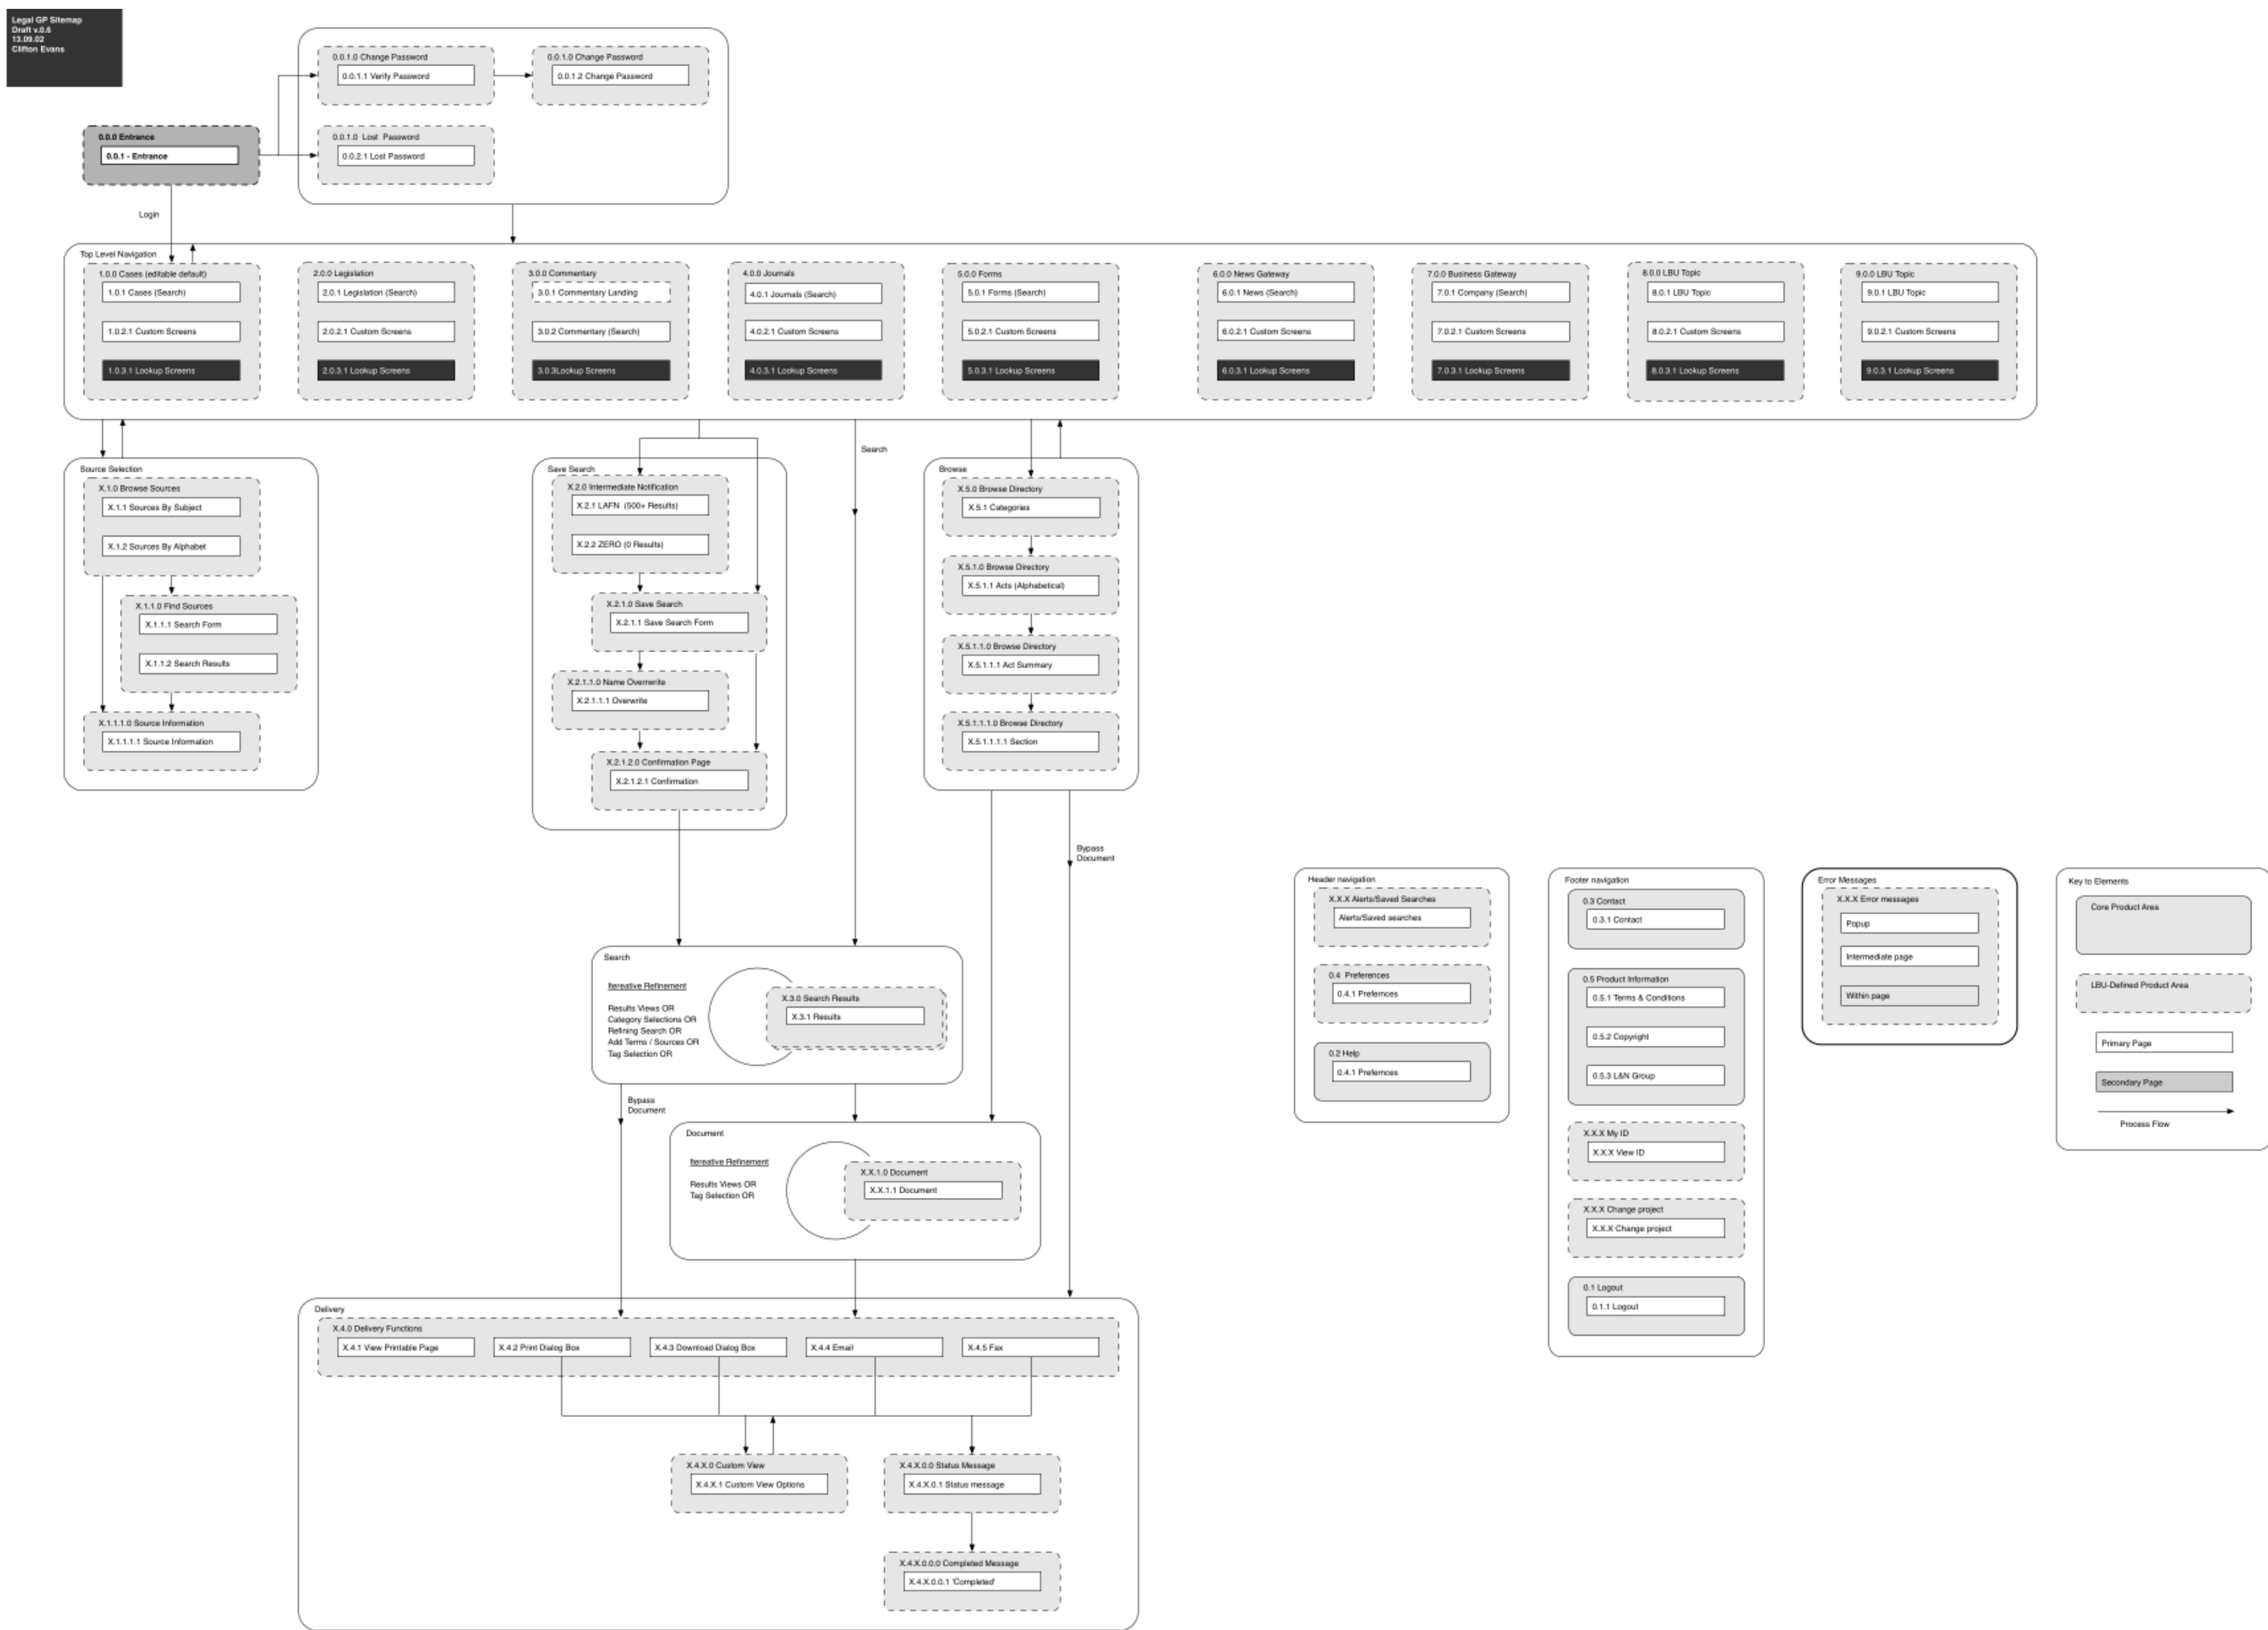 Legal GP Sitemap
Draft v.0.6
13.09.02
Clifton Evans
0.0.1.0 Change Password
0.0.1.1 Verify Password
0.0.1.0 Change Password
0.0.1.2 Change Password
0.0.0 Entrance
0.0.1 - Entrance
0.0.1.0 Lost Password
0.0.2.1 Lost Password
Login
Top Level Navigation
1.0.0 Cases (editable default)
1.0.1 Cases (Search)
1.0.2.1 Custom Screens
1.0.3.1 Lookup Screens
2.0.0 Legislation
2.0.1 Legislation (Search)
2.0.2.1 Custom Screens
2.0.3.1 Lookup Screens
3.0.0 Commentary
3.0.1 Commentary Landing
3.0.2 Commentary (Search)
3.0.3Lookup Screens
4.0.0 Journals
4.0.1 Journals (Search)
4.0.2.1 Custom Screens
4.0.3.1 Lookup Screens
5.0.0 Forms
5.0.1 Forms (Search)
5.0.2.1 Custom Screens
5.0.3.1 Lookup Screens
6.0.0 News Gateway
6.0.1 News (Search)
6.0.2.1 Custom Screens
6.0.3.1 Lookup Screens
7.0.0 Business Gateway
7.0.1 Company (Search)
7.0.2.1 Custom Screens
7.0.3.1 Lookup Screens
8.0.0 LBU Topic
8.0.1 LBU Topic
8.0.2.1 Custom Screens
8.0.3.1 Lookup Screens
9.0.0 LBU Topic
9.0.1 LBU Topic
9.0.2.1 Custom Screens
9.0.3.1 Lookup Screens
Source Selection
X.1.0 Browse Sources
X.1.1 Sources By Subject
X.1.2 Sources By Alphabet
X.1.1.0 Find Sources
X.1.1.1 Search Form
X.1.1.2 Search Results
X.1.1.1.0 Source Information
X.1.1.1.1 Source Information
Save Search
X.2.0 Intermediate Notification
X.2.1 LAFN (500+ Results)
X.2.2 ZERO (0 Results)
X.2.1.0 Save Search
X.2.1.1 Save Search Form
X.2.1.1.0 Name Overwrite
X.2.1.1.1 Overwrite
X.2.1.2.0 Confirmation Page
X.2.1.2.1 Confirmation
Search
Browse
X.5.0 Browse Directory
X.5.1 Categories
X.5.1.0 Browse Directory
X.5.1.1 Acts (Alphabetical)
X.5.1.1.0 Browse Directory
X.5.1.1.1 Act Summary
X.5.1.1.1.0 Browse Directory
X.5.1.1.1.1 Section
Bypass
Document
Search
Itereative Refinement
Results Views OR
Category Selections OR
Refining Search OR
Add Terms / Sources OR
Tag Selection OR
X.3.0 Search Results
X.3.1 Results
Bypass
Document
Document
Itereative Refinement
Results Views OR
Tag Selection OR
X.X.1.0 Document
X.X.1.1 Document
Delivery
X.4.0 Delivery Functions
X.4.1 View Printable Page
X.4.2 Print Dialog Box
X.4.3 Download Dialog Box
X.4.4 Email
X.4.5 Fax
X.4.X.0 Custom View
X.4.X.1 Custom View Options
X.4.X.0.0 Status Message
X.4.X.0.1 Status message
X.4.X.0.0.0 Completed Message
X.4.X.0.0.1 'Completed'
Header navigation
X.X.X Alerts/Saved Searches
Alerts/Saved searches
0.4 Preferences
0.4.1 Prefernces
0.2 Help
0.4.1 Prefernces
Footer navigation
0.3 Contact
0.3.1 Contact
0.5 Product Information
0.5.1 Terms & Conditions
0.5.2 Copyright
0.5.3 L&N Group
X.X.X My ID
X.X.X View ID
X.X.X Change project
X.X.X Change project
0.1 Logout
0.1.1 Logout
Error Messages
X.X.X Error messages
Popup
Intermediate page
Within page
Key to Elements
Core Product Area
LBU-Defined Product Area
Primary Page
Secondary Page
Process Flow